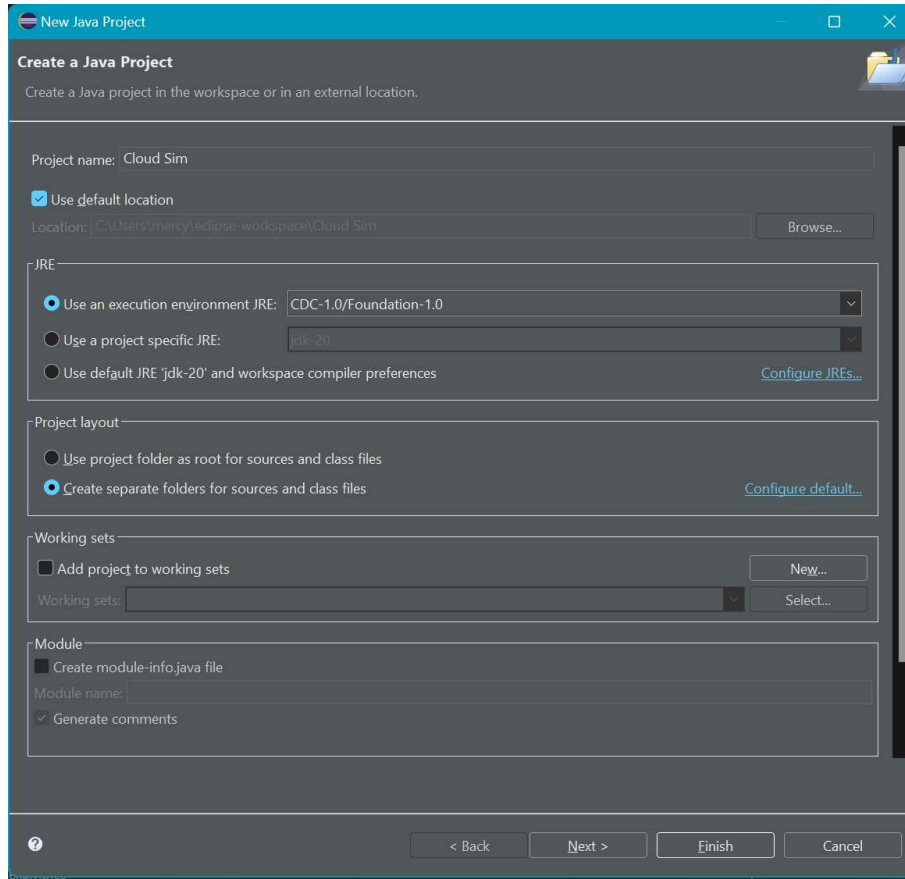 New Java Project
Create a Java Project
Create a Java project in the workspace or in an external location.
Project name: Cloud Sim
Use default location
Location: C:\Users\mercy\eclipse-workspace\Cloud Sim Browse...
JRE
Use an execution environment JRE: CDC-1.0/Foundation-1.0
Use a project specific JRE: jdk-20
Use default JRE 'jdk-20' and workspace compiler preferences Configure JREs...
Project layout
Use project folder as root for sources and class files
Create separate folders for sources and class files Configure default...
Working sets
Add project to working sets New...
Working sets: Select...
Module
Create module-info.java file
Module name:
Generate comments
? < Back Next > Finish Cancel